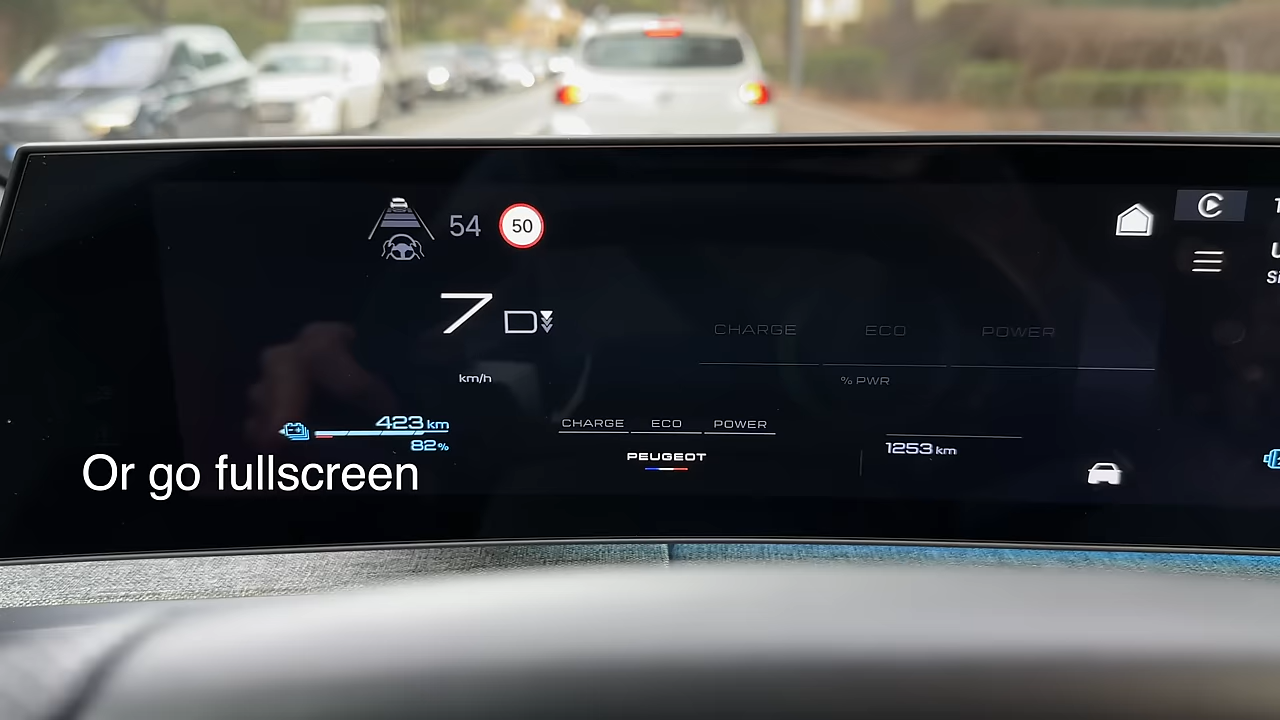 54
50
7 D
km/h
CHARGE ECO POWER
% PWR
423 km
82%
CHARGE ECO POWER
PEUGEOT
1253 km
Or go fullscreen